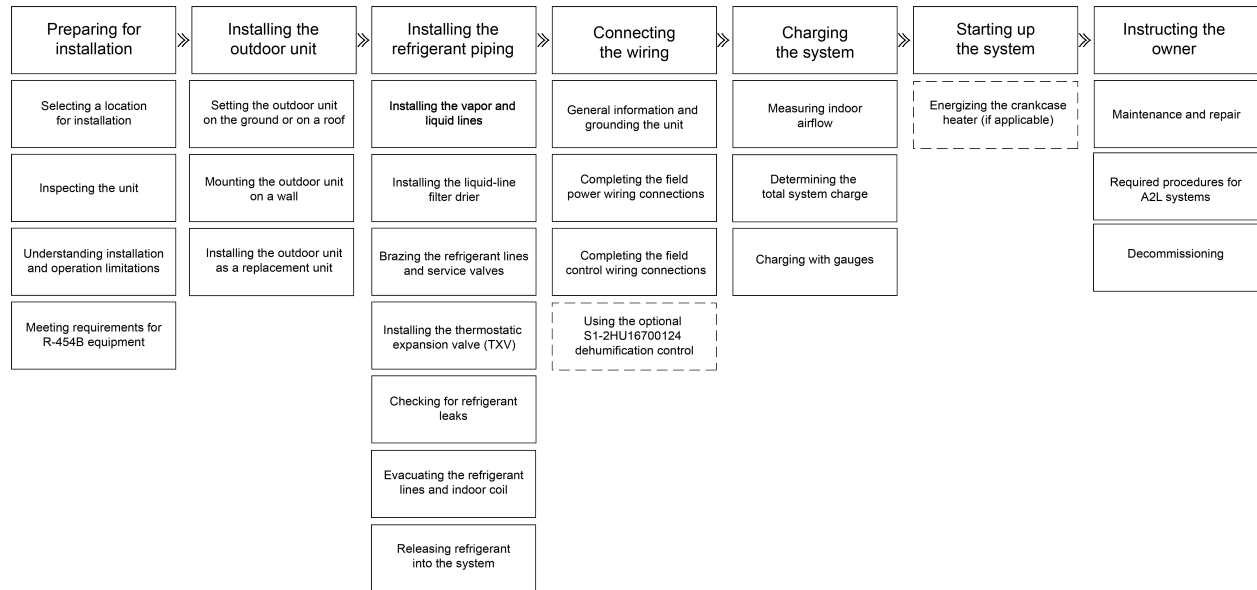 Preparing for
installation
Selecting a location
for installation
Inspecting the unit
Understanding installation
and operation limitations
Meeting requirements for
R-454B equipment
Installing the
outdoor unit
Setting the outdoor unit
on the ground or on a roof
Mounting the outdoor unit
on a wall
Installing the outdoor unit
as a replacement unit
Installing the
refrigerant piping
Installing the vapor and
liquid lines
Installing the liquid-line
filter drier
Brazing the refrigerant lines
and service valves
Installing the thermostatic
expansion valve (TXV)
Checking for refrigerant
leaks
Evacuating the refrigerant
lines and indoor coil
Releasing refrigerant
into the system
Connecting
the wiring
General information and
grounding the unit
Completing the field
power wiring connections
Completing the field
control wiring connections
Using the optional
S1-2HU16700124
dehumification control
Charging
the system
Measuring indoor
airflow
Determining the
total system charge
Charging with gauges
Starting up
the system
Energizing the crankcase
heater (if applicable)
Instructing the
owner
Maintenance and repair
Required procedures for
A2L systems
Decommissioning